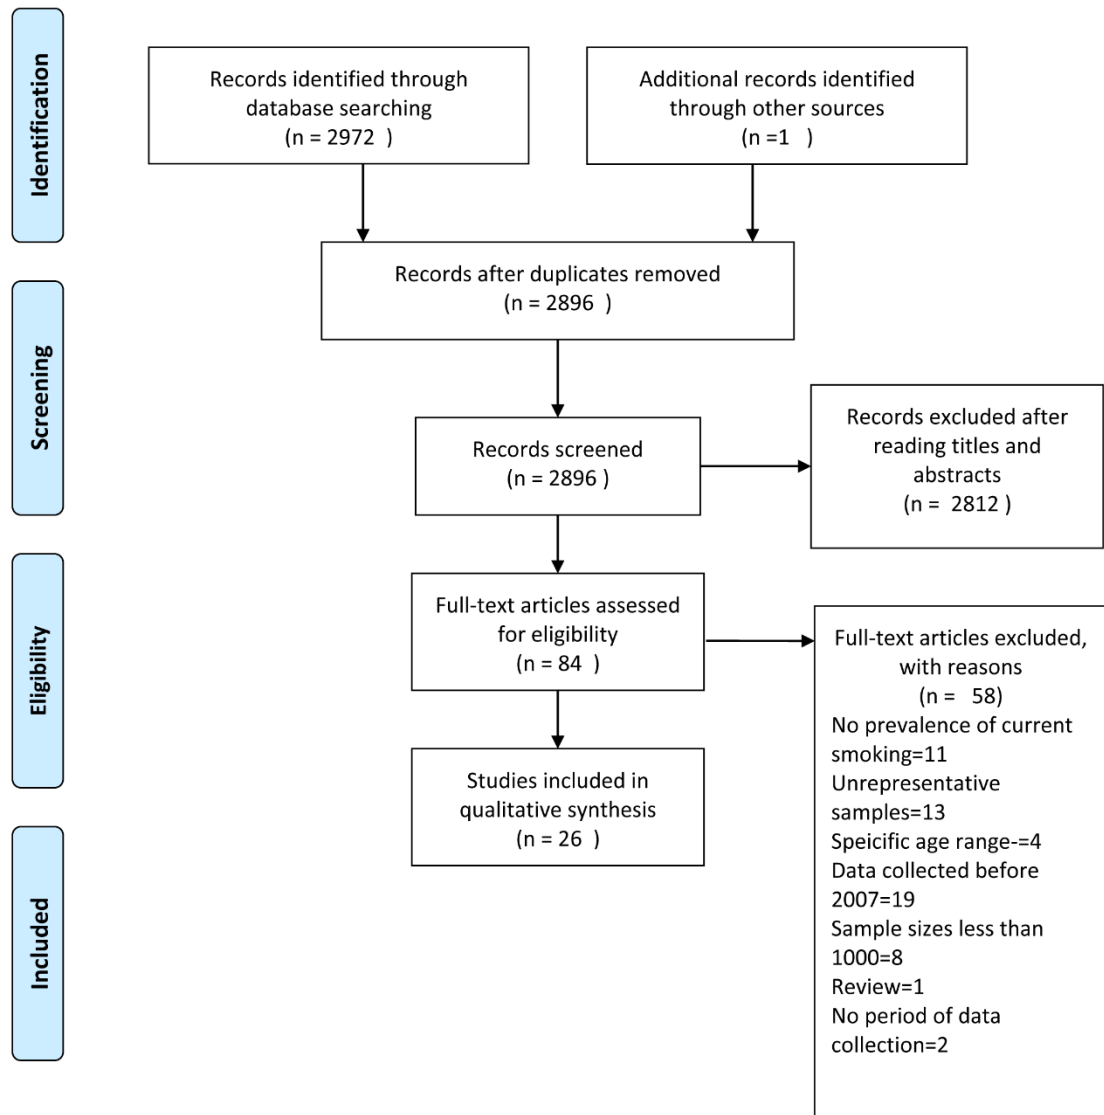 Identification
Records identified through
database searching
(n = 2972  )
Additional records identified
through other sources
(n =1   )
Records after duplicates removed
(n = 2896  )
Screening
Records screened
(n = 2896 )
Records excluded after
reading titles and
abstracts
(n =  2812 )
Eligibility
Full-text articles assessed
for eligibility
(n = 84  )
Full-text articles excluded,
with reasons
(n =   58)
No prevalence of current
smoking=11
Unrepresentative
samples=13
Speicific age range-=4
Data collected before
2007=19
Sample sizes less than
1000=8
Review=1
No period of data
collection=2
Studies included in
qualitative synthesis
(n = 26  )
Included